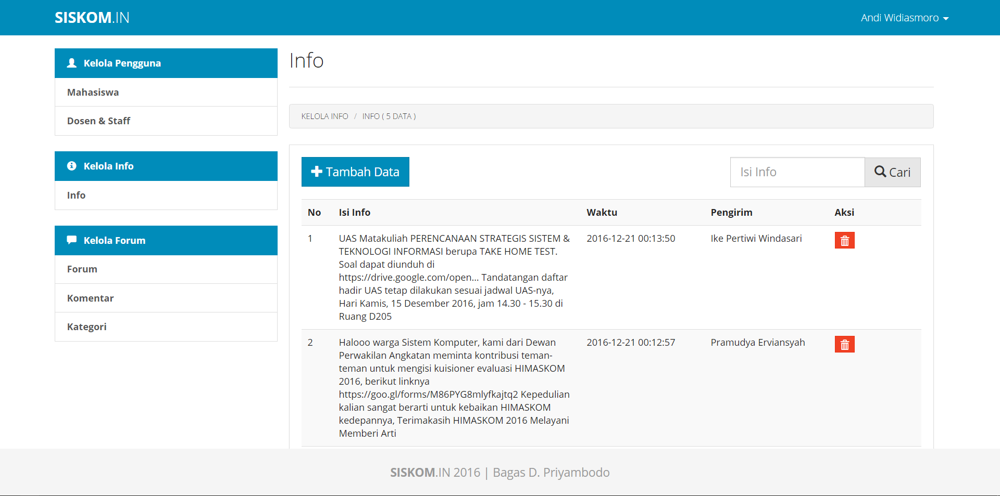 SISKOM.IN
Andi Widiasmoro
Kelola Pengguna
Mahasiswa
Dosen & Staff
Kelola Info
Info
Kelola Forum
Forum
Komentar
Kategori
Info
KELOLA INFO / INFO ( 5 DATA )
Tambah Data
Isi Info
Cari
No Isi Info Waktu Pengirim Aksi
1 UAS Matakuliah PERENCANAAN STRATEGIS SISTEM & 2016-12-21 00:13:50 Ike Pertiwi Windasari
TEKNOLOGI INFORMASI berupa TAKE HOME TEST.
Soal dapat diunduh di
https://drive.google.com/open... Tandatangan daftar
hadir UAS tetap dilakukan sesuai jadwal UAS-nya,
Hari Kamis, 15 Desember 2016, jam 14.30 - 15.30 di
Ruang D205
2 Halooo warga Sistem Komputer, kami dari Dewan 2016-12-21 00:12:57 Pramudya Erviansyah
Perwakilan Angkatan meminta kontribusi teman-
teman untuk mengisi kuisioner evaluasi HIMASKOM
2016, berikut linknya
https://goo.gl/forms/M86PYG8mlyfkajtq2 Kepedulian
kalian sangat berarti untuk kebaikan HIMASKOM
kedepannya, Terimakasih HIMASKOM 2016 Melayani
Memberi Arti
SISKOM.IN 2016 | Bagas D. Priyambodo